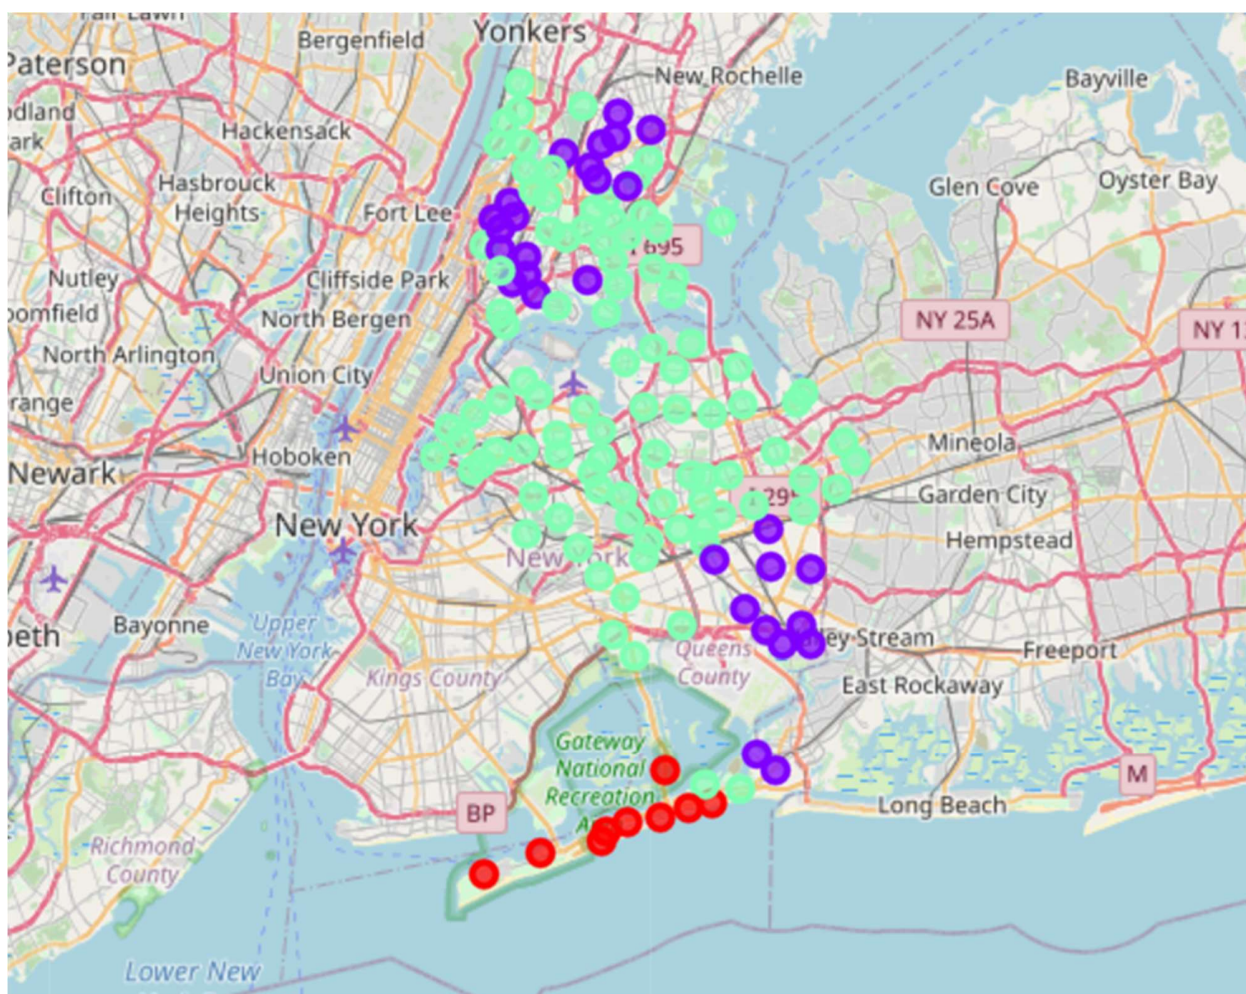 Yonkers
Bergenfield
Paterson
New Rochelle
Bayville
Hackensack
Clifton
Hasbrouck
Heights
Fort Lee
Glen Cove
Oyster Bay
695
Nutley
Cliffside Park
North Bergen
NY 25A
North Arlington
Union City
Hoboken
Newark
Mineola
Garden City
New York
Hempstead
New York
Bayonne
Upper
New York
Bay
Queens
County
Freeport
Kings County
East Rockaway
Gateway
National
Recreation
BP
M
Long Beach
Richmond
County
Lower New